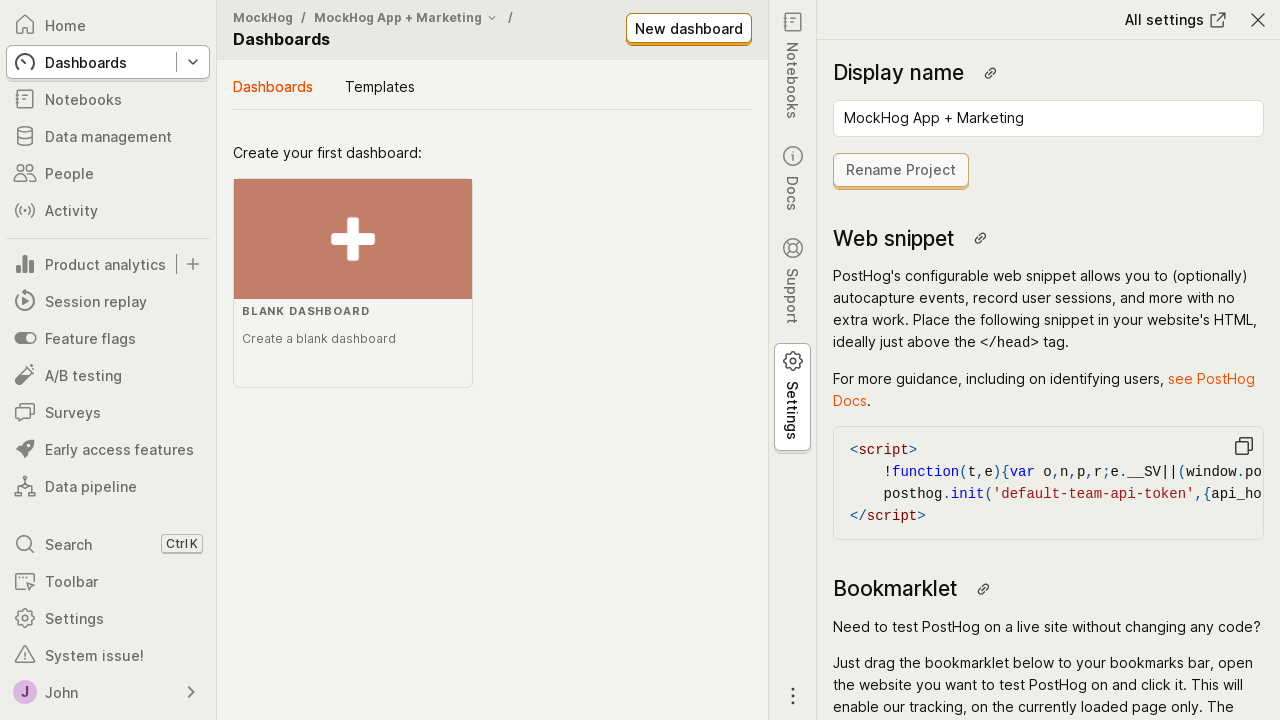 Home
Dashboards
Notebooks
Data management
People
Activity
Product analytics
Session replay
Feature flags
A/B testing
Surveys
Early access features
Data pipeline
Search Ctrl K
Toolbar
Settings
System issue!
J John
MockHog / MockHog App + Marketing /
Dashboards
New dashboard
Dashboards Templates
Create your first dashboard:
BLANK DASHBOARD
Create a blank dashboard
Notebooks
Docs
Support
Settings
All settings
Display name
MockHog App + Marketing
Rename Project
Web snippet
PostHog's configurable web snippet allows you to (optionally)
autocapture events, record user sessions, and more with no
extra work. Place the following snippet in your website's HTML,
ideally just above the </head> tag.
For more guidance, including on identifying users, see PostHog
Docs.
<script>
!function(t,e){var o,n,p,r;e.__SV||(window.po
posthog.init('default-team-api-token',{api_ho
</script>
Bookmarklet
Need to test PostHog on a live site without changing any code?
Just drag the bookmarklet below to your bookmarks bar, open
the website you want to test PostHog on and click it. This will
enable our tracking, on the currently loaded page only. The